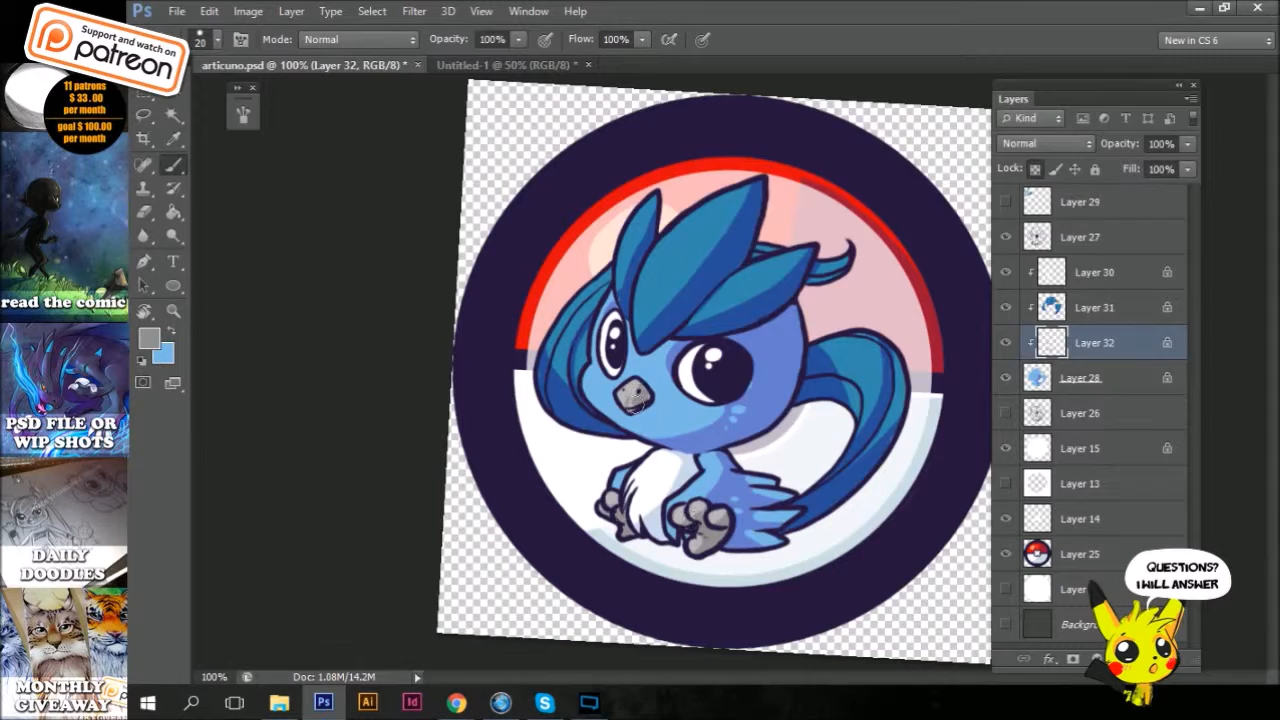 Support and watch on
patreon
11 patrons
$ 33.00
per month
goal $ 100.00
per month
read the comic
PSD FILE OR
WIP SHOTS
DAILY
DOODLES
MONTHLY
GIVEAWAY
Ps File Edit Image Layer Type Select Filter 3D View Window Help
20 Mode: Normal Opacity: 100% Flow: 100% New in CS 6
articuno.psd @ 100% (Layer 32, RGB/8) * × Untitled-1 @ 50% (RGB/8) * ×
Layers
Kind
Normal Opacity: 100%
Lock: Fill: 100%
Layer 29
Layer 27
Layer 30
Layer 31
Layer 32
Layer 28
Layer 26
Layer 15
Layer 13
Layer 14
Layer 25
Laye
Backgr
QUESTIONS?
I WILL ANSWER
100% Doc: 1.08M/14.2M
Ps Ai Id